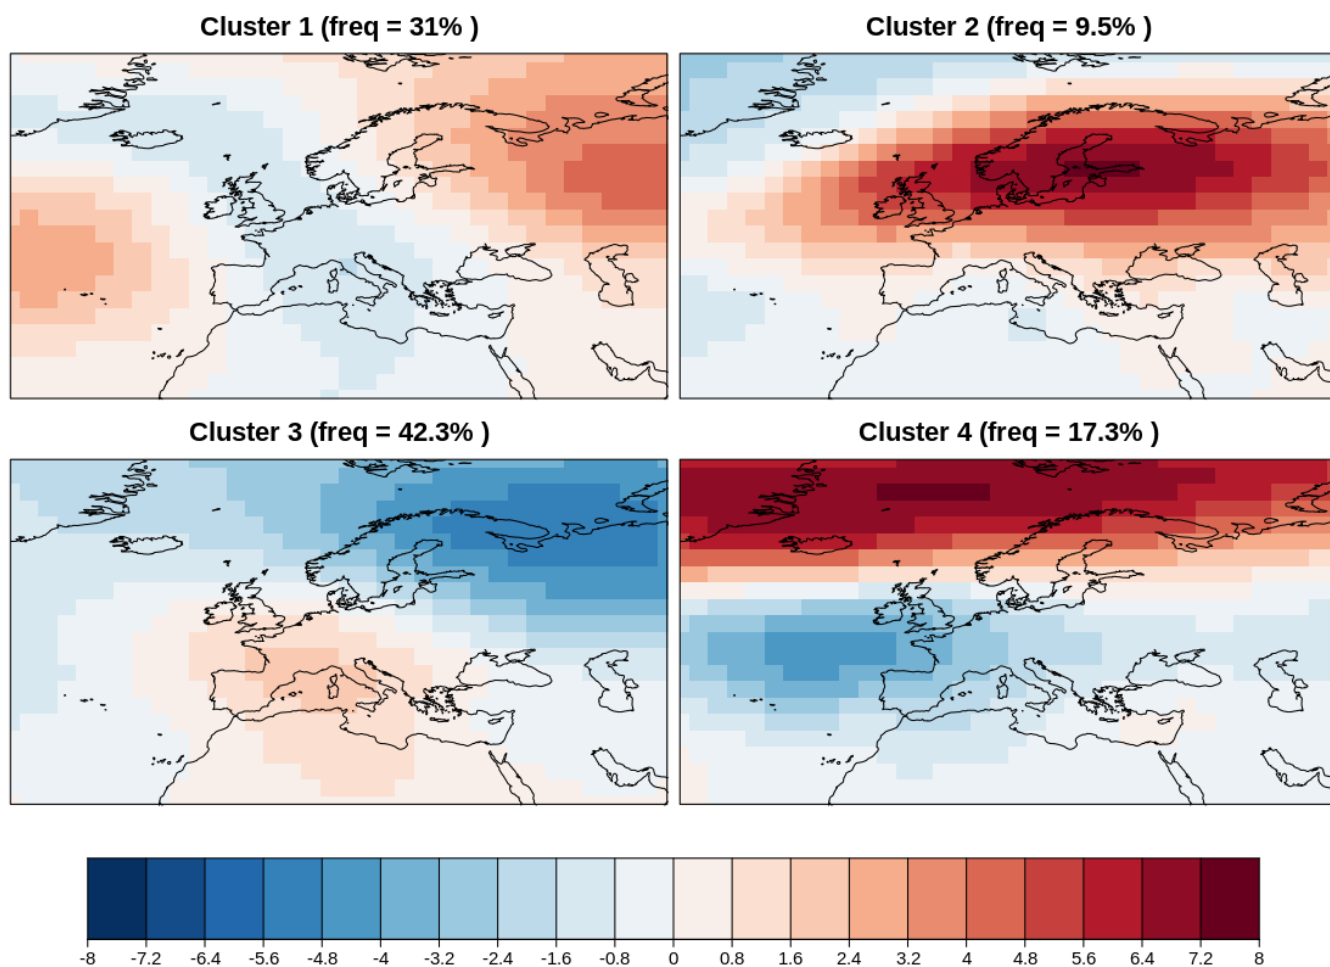 Cluster 1 (freq = 31% )
Cluster 2 (freq = 9.5% )
Cluster 3 (freq = 42.3% )
Cluster 4 (freq = 17.3% )
-8 -7.2 -6.4 -5.6 -4.8 -4 -3.2 -2.4 -1.6 -0.8 0 0.8 1.6 2.4 3.2 4 4.8 5.6 6.4 7.2 8